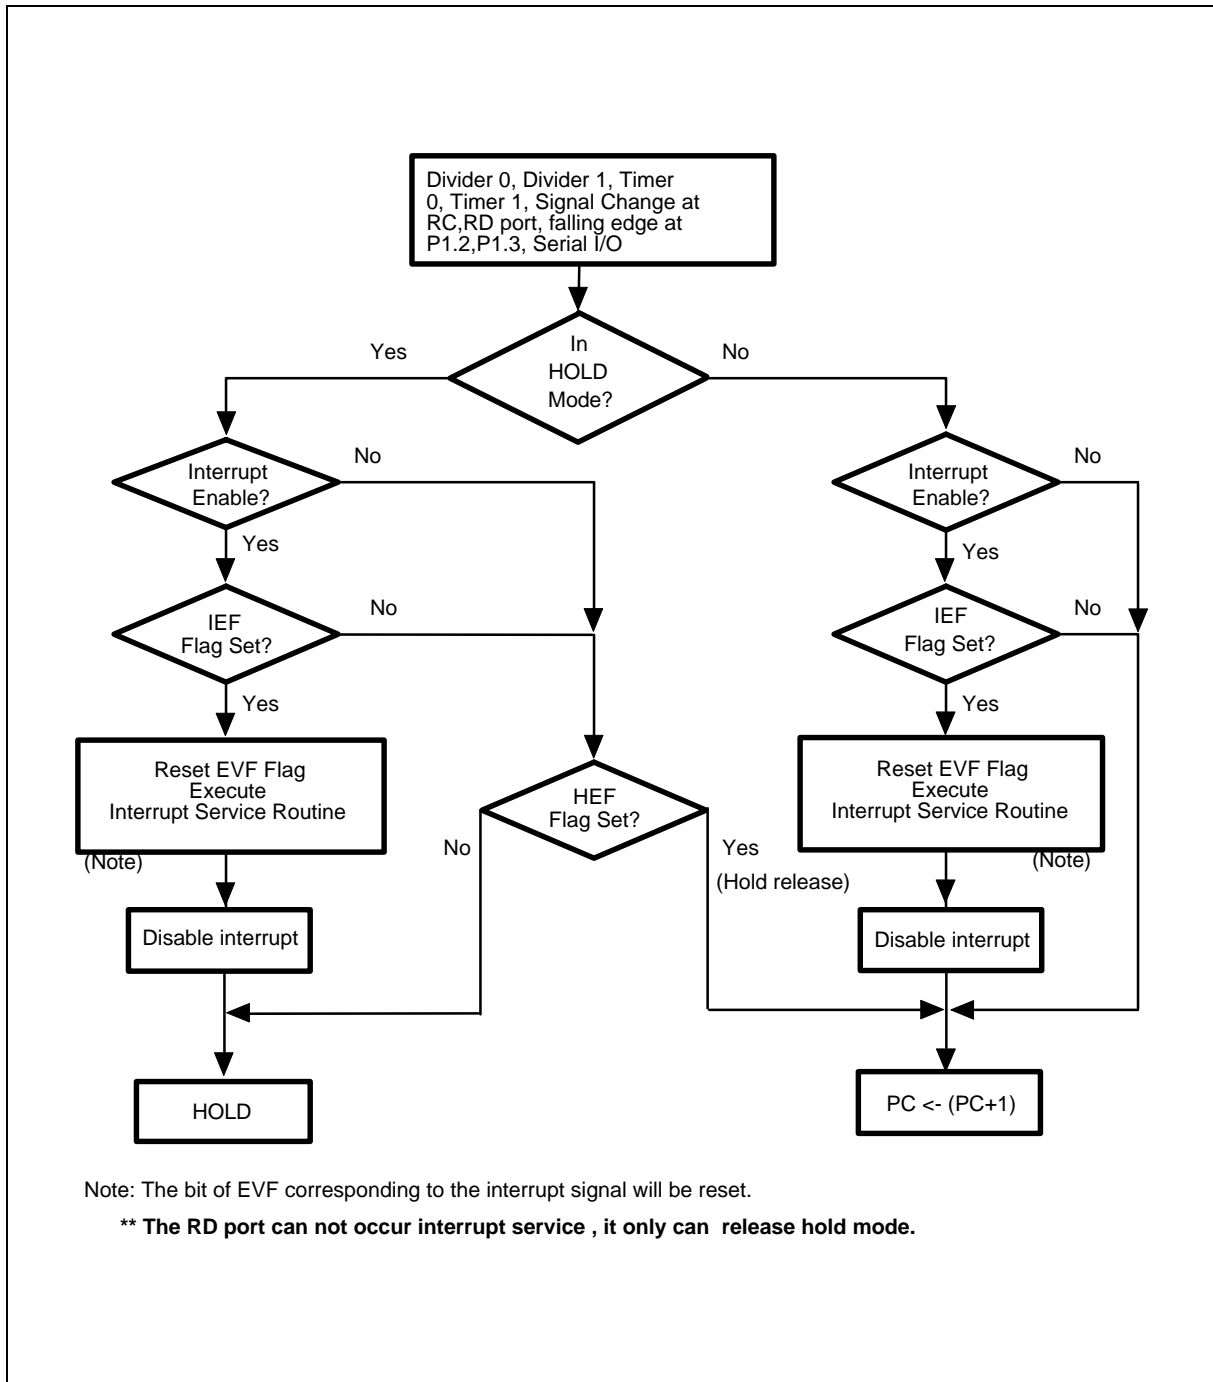 Divider 0, Divider 1, Timer
0, Timer 1, Signal Change at
RC,RD port, falling edge at
P1.2,P1.3, Serial I/O
In
HOLD
Mode?
Yes
No
Interrupt
Enable?
No
Yes
Interrupt
Enable?
No
Yes
IEF
Flag Set?
No
Yes
IEF
Flag Set?
No
Yes
Reset EVF Flag
Execute
Interrupt Service Routine
(Note)
HEF
Flag Set?
No
Yes
(Hold release)
Reset EVF Flag
Execute
Interrupt Service Routine
(Note)
Disable interrupt
Disable interrupt
HOLD
PC <- (PC+1)
Note: The bit of EVF corresponding to the interrupt signal will be reset.
** The RD port can not occur interrupt service , it only can  release hold mode.